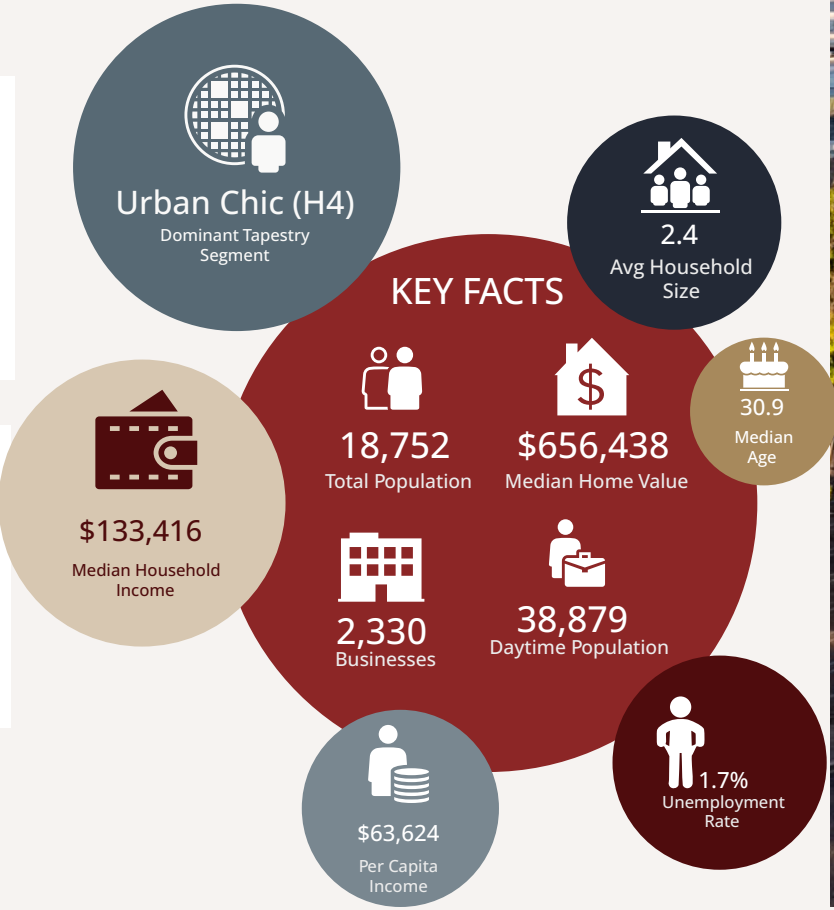 Urban Chic (H4)
Dominant Tapestry
Segment
2.4
Avg Household
Size
KEY FACTS
30.9
Median
Age
18,752
Total Population
$656,438
Median Home Value
$133,416
Median Household
Income
2,330
Businesses
38,879
Daytime Population
1.7%
Unemployment
Rate
$63,624
Per Capita
Income